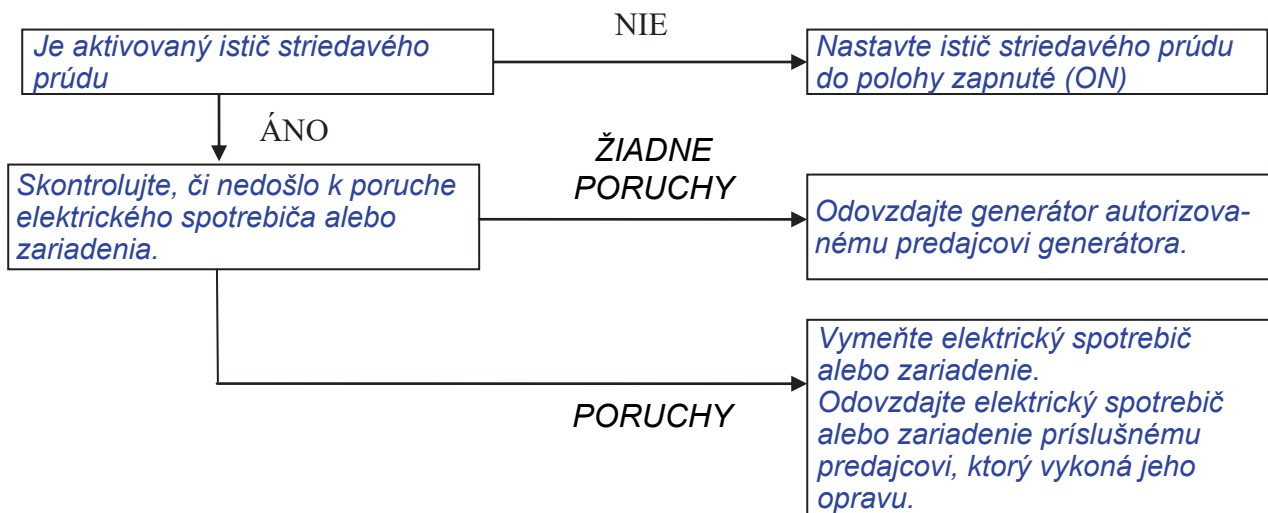 Je aktivovaný istič striedavého
prúdu
NIE
Nastavte istič striedavého prúdu
do polohy zapnuté (ON)
ÁNO
Skontrolujte, či nedošlo k poruche
elektrického spotrebiča alebo
zariadenia.
ŽIADNE
PORUCHY
Odovzdajte generátor autorizova-
nému predajcovi generátora.
PORUCHY
Vymeňte elektrický spotrebič
alebo zariadenie.
Odovzdajte elektrický spotrebič
alebo zariadenie príslušnému
predajcovi, ktorý vykoná jeho
opravu.